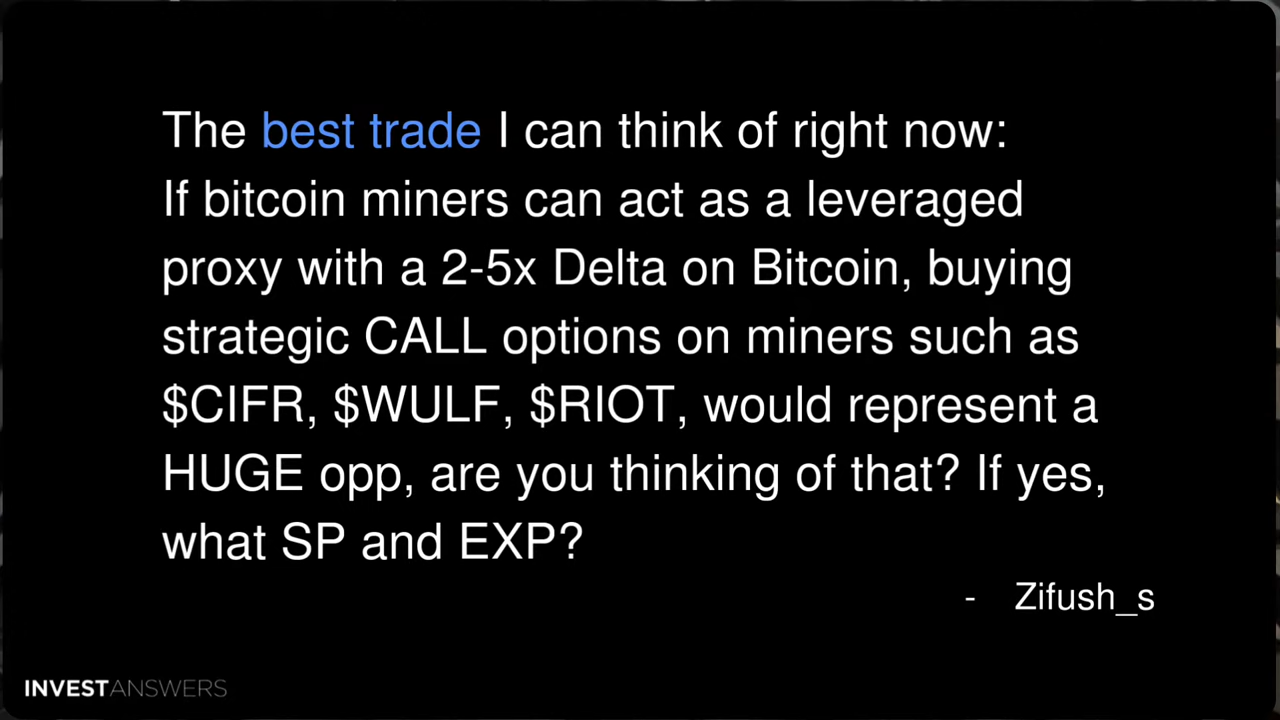 The best trade I can think of right now:
If bitcoin miners can act as a leveraged
proxy with a 2-5x Delta on Bitcoin, buying
strategic CALL options on miners such as
$CIFR, $WULF, $RIOT, would represent a
HUGE opp, are you thinking of that? If yes,
what SP and EXP?
- Zifush_s
INVESTANSWERS